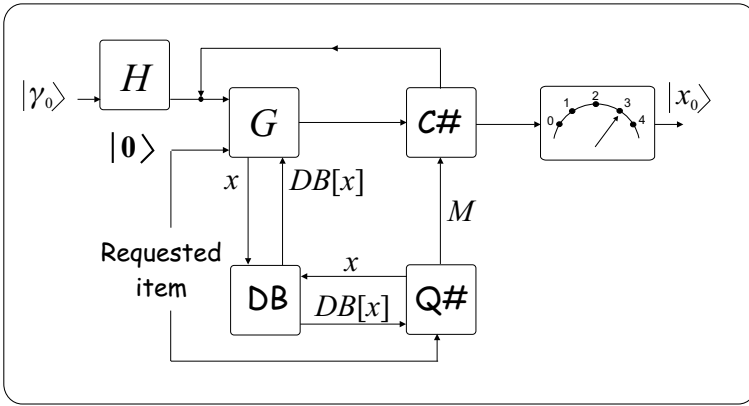 |γ₀⟩
H
|0⟩
G
C#
0 1 2 3 4
|x₀⟩
x
DB[x]
M
Requested
item
DB
x
DB[x]
Q#